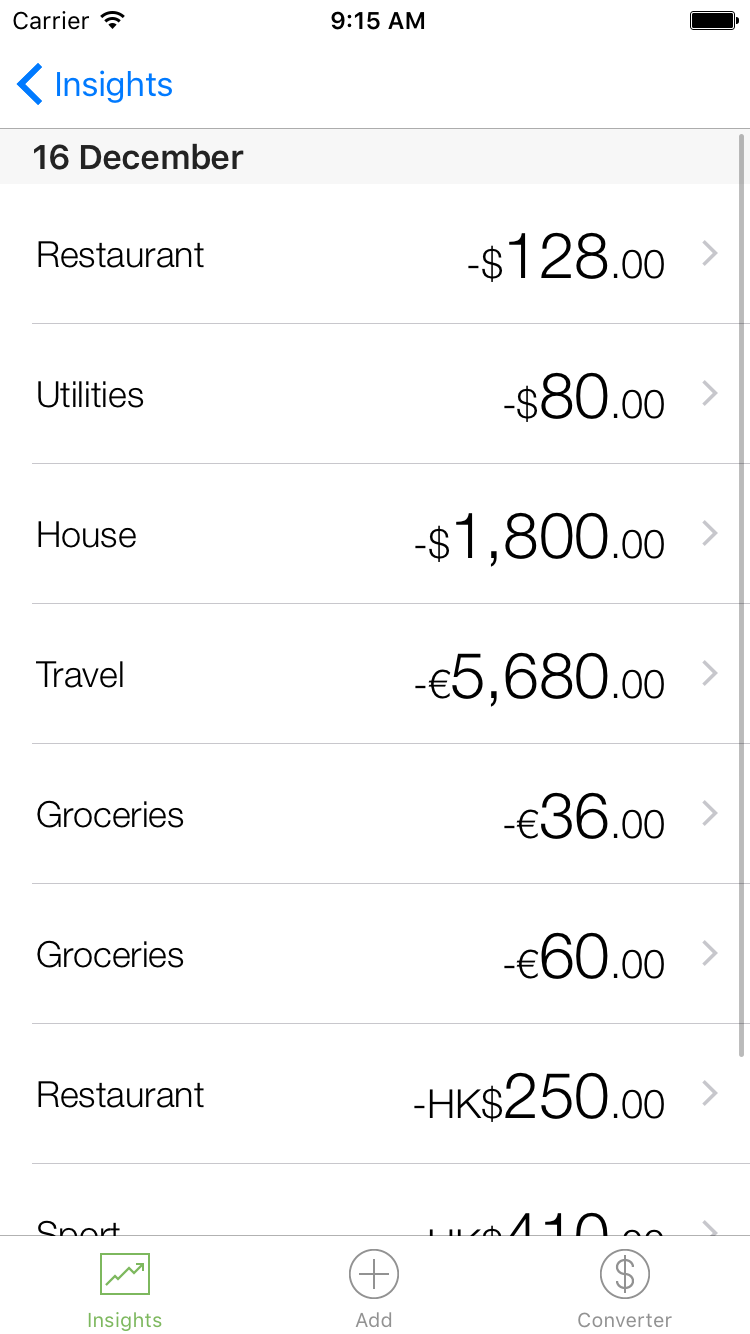 Carrier 9:15 AM
Insights
16 December
Restaurant -$128.00
Utilities -$80.00
House -$1,800.00
Travel -€5,680.00
Groceries -€36.00
Groceries -€60.00
Restaurant -HK$250.00
Sport -HK$410.00
Insights Add Converter